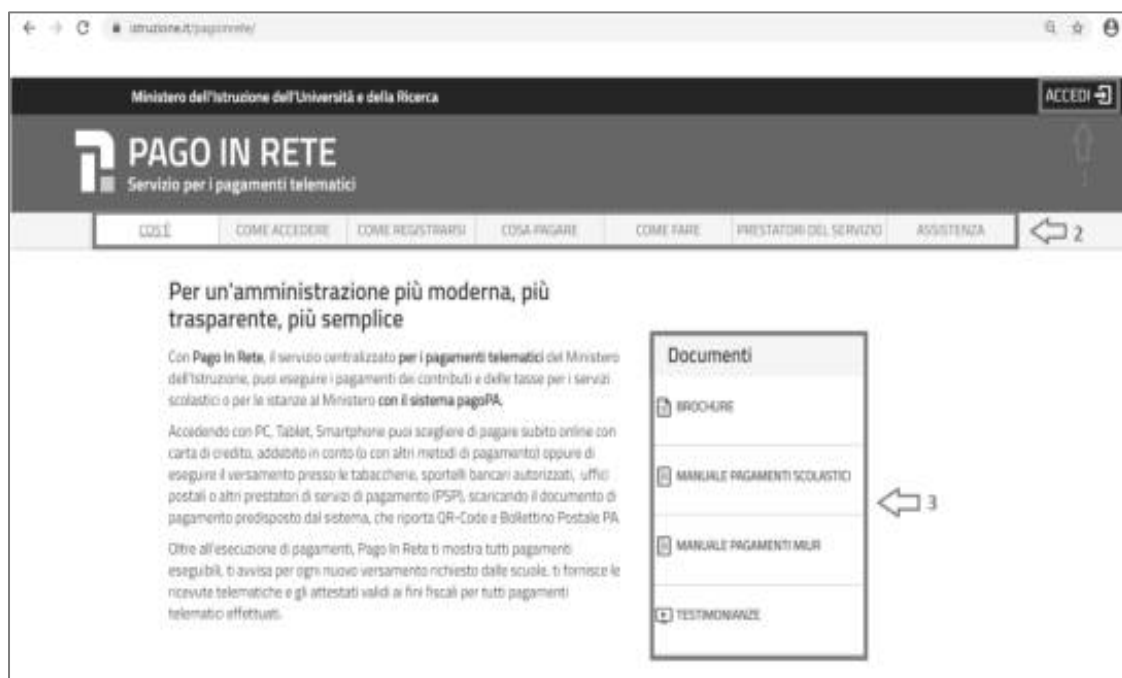 istruzione.it/pagoinrete/
Ministero dell'Istruzione dell'Università e della Ricerca
ACCEDI
PAGO IN RETE
Servizio per i pagamenti telematici
1
COS'È COME ACCEDERE COME REGISTRARSI COSA PAGARE COME FARE PRESTATORI DEL SERVIZIO ASSISTENZA
2
Per un'amministrazione più moderna, più
trasparente, più semplice
Con Pago In Rete, il servizio centralizzato per i pagamenti telematici del Ministero
dell'Istruzione, puoi eseguire i pagamenti dei contributi e delle tasse per i servizi
scolastici o per le istanze al Ministero con il sistema pagoPA.
Accedendo con PC, Tablet, Smartphone puoi scegliere di pagare subito online con
carta di credito, addebito in conto (o con altri metodi di pagamento) oppure di
eseguire il versamento presso le tabaccherie, sportelli bancari autorizzati, uffici
postali o altri prestatori di servizi di pagamento (PSP), scaricando il documento di
pagamento predisposto dal sistema, che riporta QR-Code e Bollettino Postale PA.
Oltre all'esecuzione di pagamenti, Pago In Rete ti mostra tutti pagamenti
eseguibili, ti avvisa per ogni nuovo versamento richiesto dalle scuole, ti fornisce le
ricevute telematiche e gli attestati validi ai fini fiscali per tutti pagamenti
telematici effettuati.
Documenti
BROCHURE
MANUALE PAGAMENTI SCOLASTICI
3
MANUALE PAGAMENTI MIUR
TESTIMONIANZE